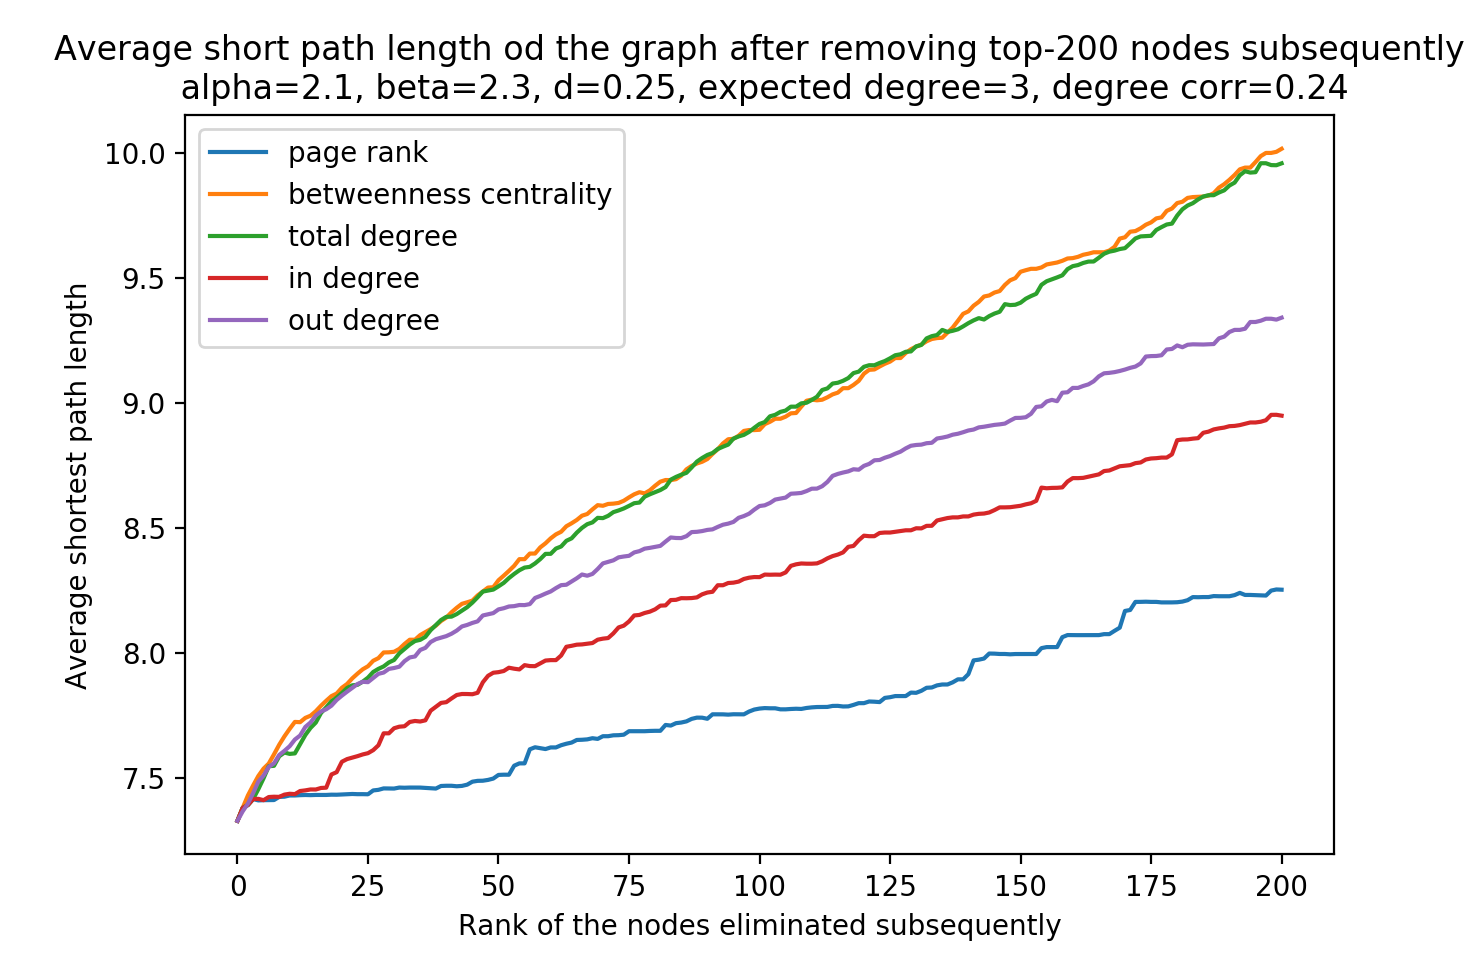 Average short path length od the graph after removing top-200 nodes subsequently
alpha=2.1, beta=2.3, d=0.25, expected degree=3, degree corr=0.24
page rank
betweenness centrality
total degree
in degree
out degree
Average shortest path length
10.0
9.5
9.0
8.5
8.0
7.5
0 25 50 75 100 125 150 175 200
Rank of the nodes eliminated subsequently